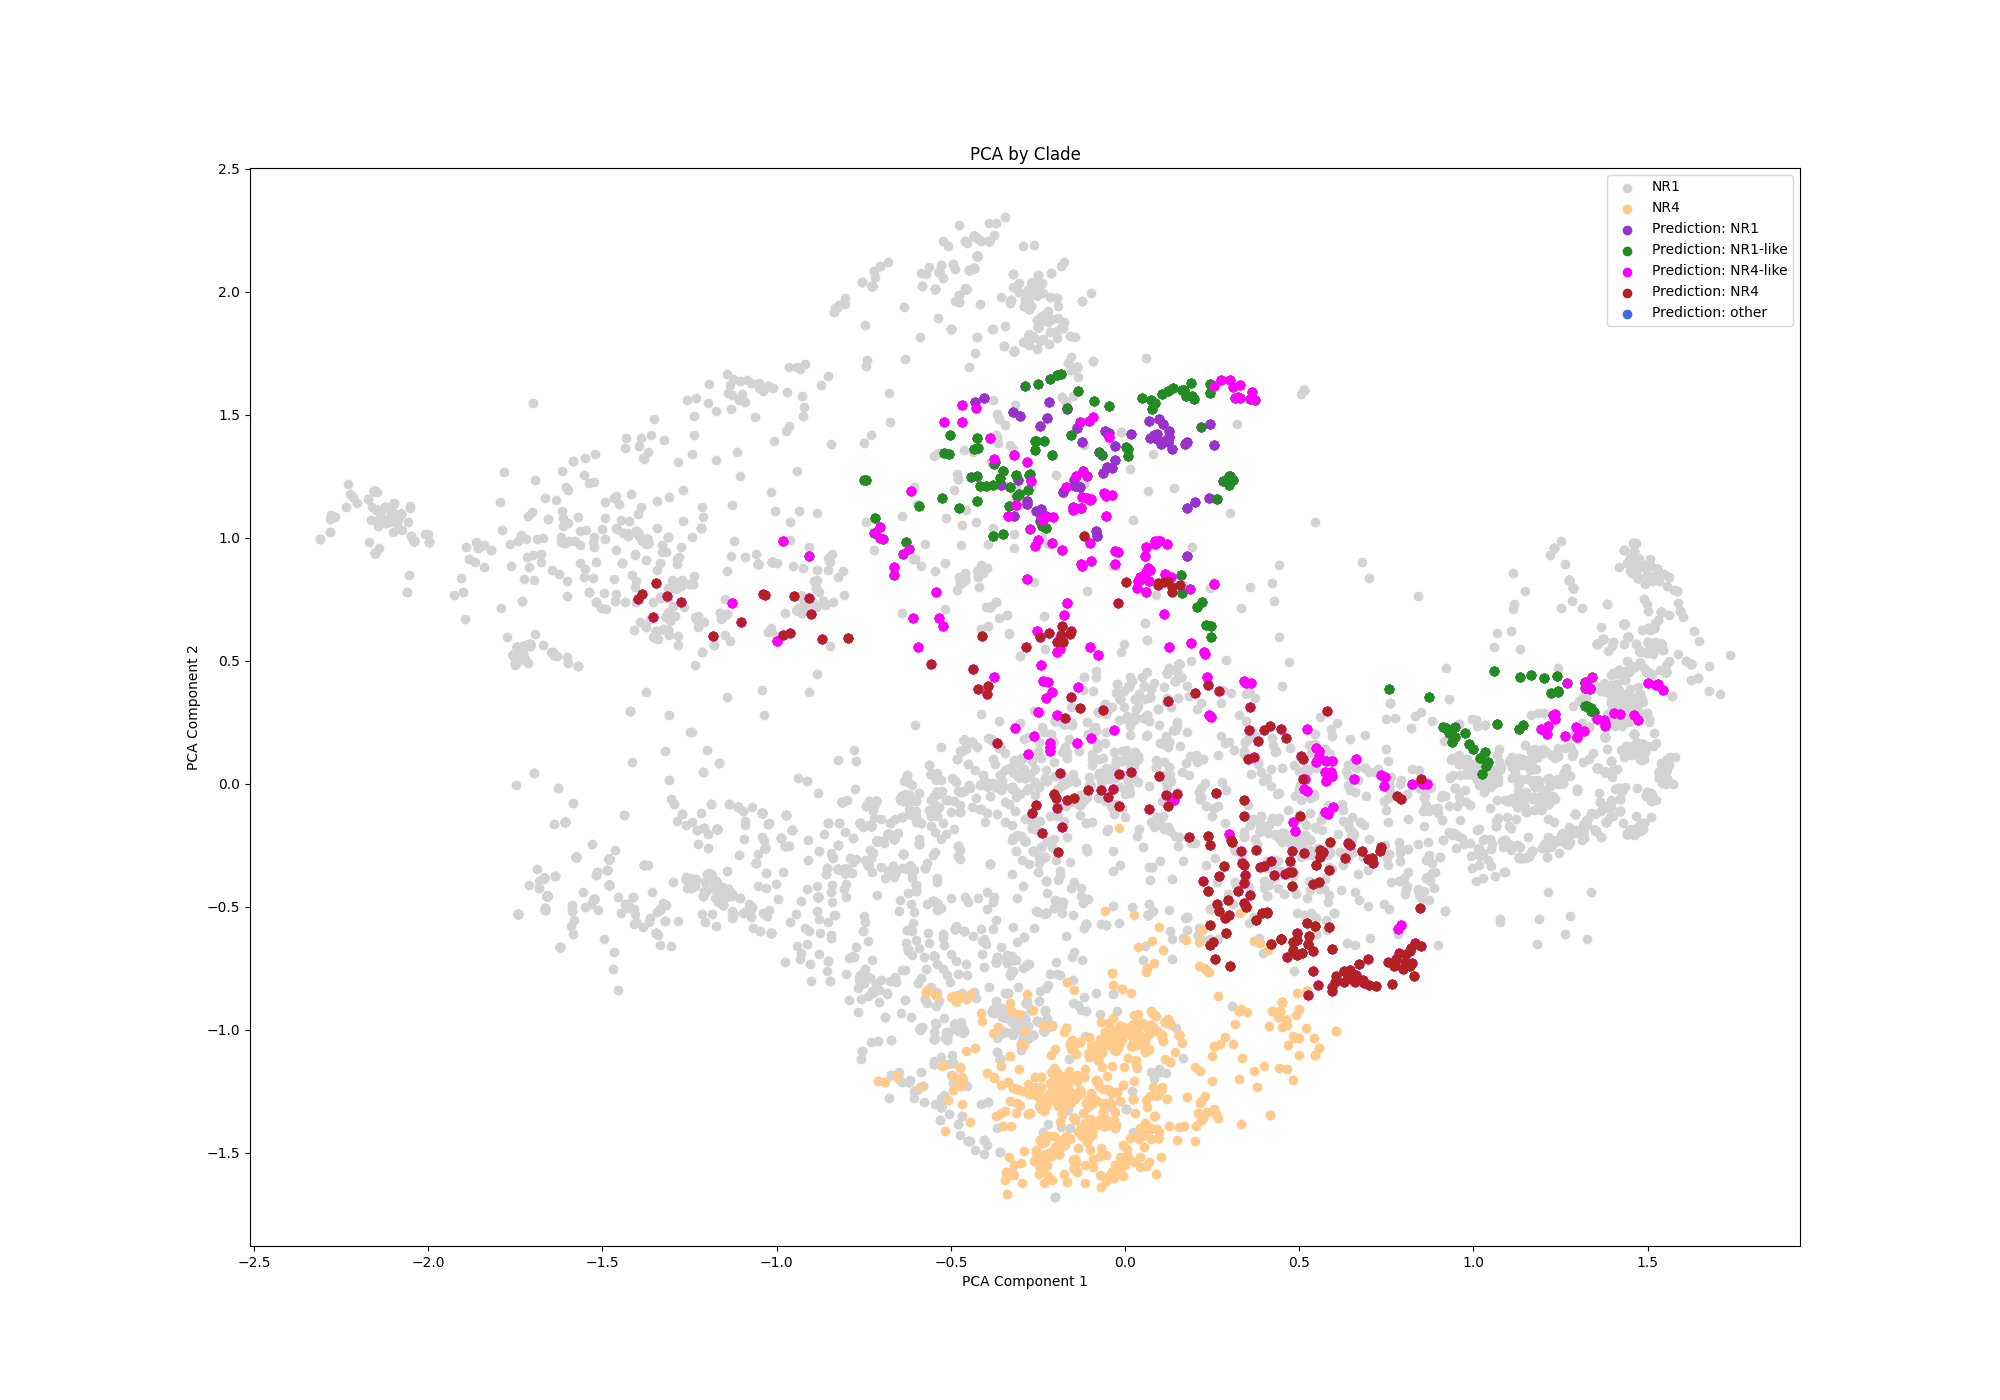 PCA by Clade
2.5
2.0
1.5
1.0
0.5
0.0
−0.5
−1.0
−1.5
PCA Component 2
NR1
NR4
Prediction: NR1
Prediction: NR1-like
Prediction: NR4-like
Prediction: NR4
Prediction: other
−2.5 −2.0 −1.5 −1.0 −0.5 0.0 0.5 1.0 1.5
PCA Component 1